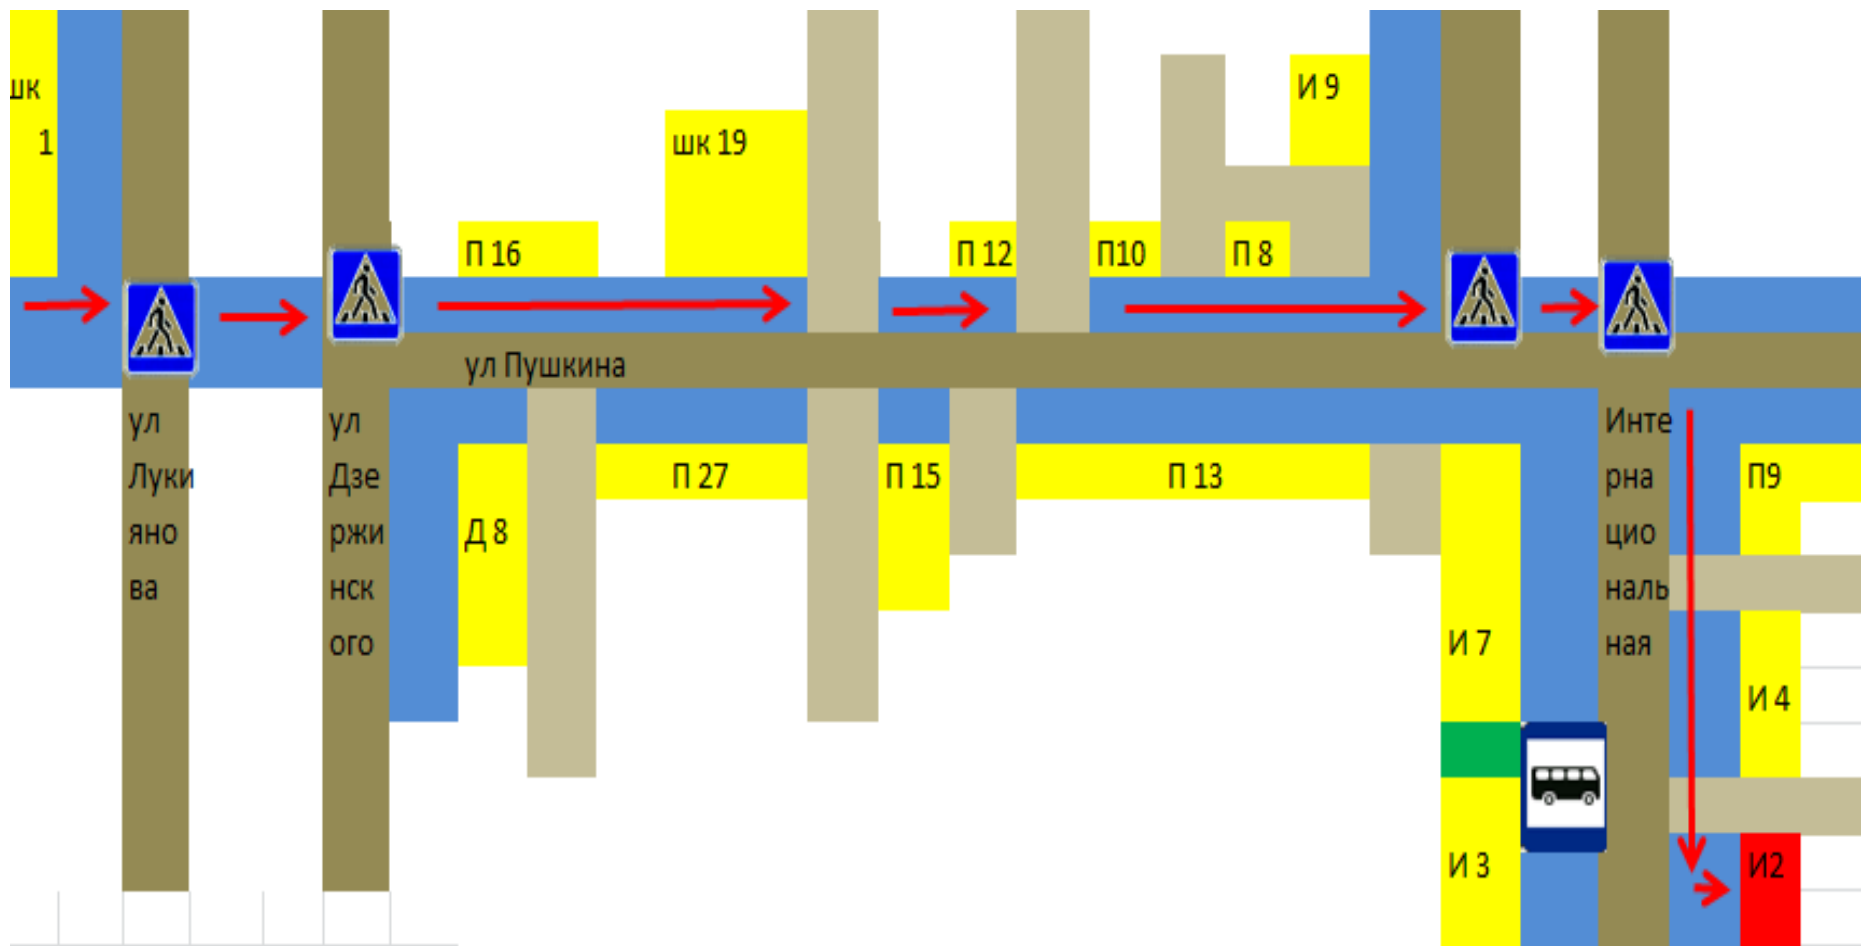 шк
1
И 9
шк 19
П 16
П 12
П10
П 8
ул Пушкина
ул
Луки
яно
ва
ул
Дзе
ржи
нск
ого
Инте
рна
цио
наль
ная
Д 8
П 27
П 15
П 13
П9
И 7
И 4
И 3
И2